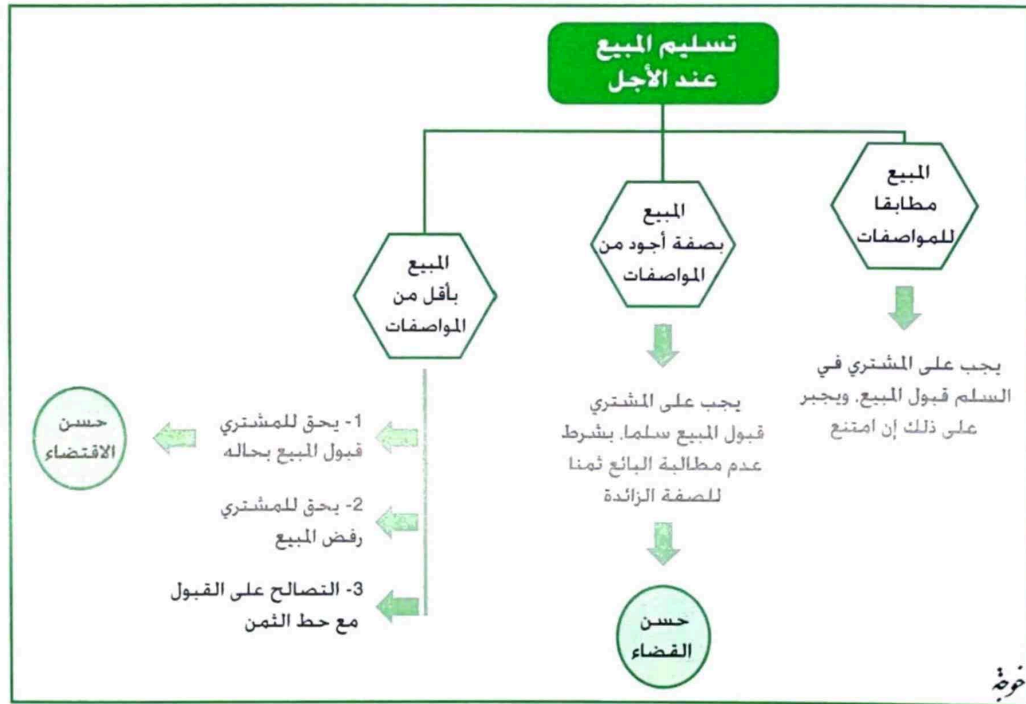 تسليم المبيع
عند الأجل
المبيع
مطابقا
للمواصفات
يجب على المشتري في
السلم قبول المبيع، ويجبر
على ذلك إن امتنع
المبيع
بصفة أجود من
المواصفات
يجب على المشتري
قبول المبيع سلما، بشرط
عدم مطالبة البائع ثمنا
للصفة الزائدة
حسن
القضاء
المبيع
بأقل من
المواصفات
1- يحق للمشتري
قبول المبيع بحاله
حسن
الاقتضاء
2- يحق للمشتري
رفض المبيع
3- التصالح على القبول
مع حط الثمن